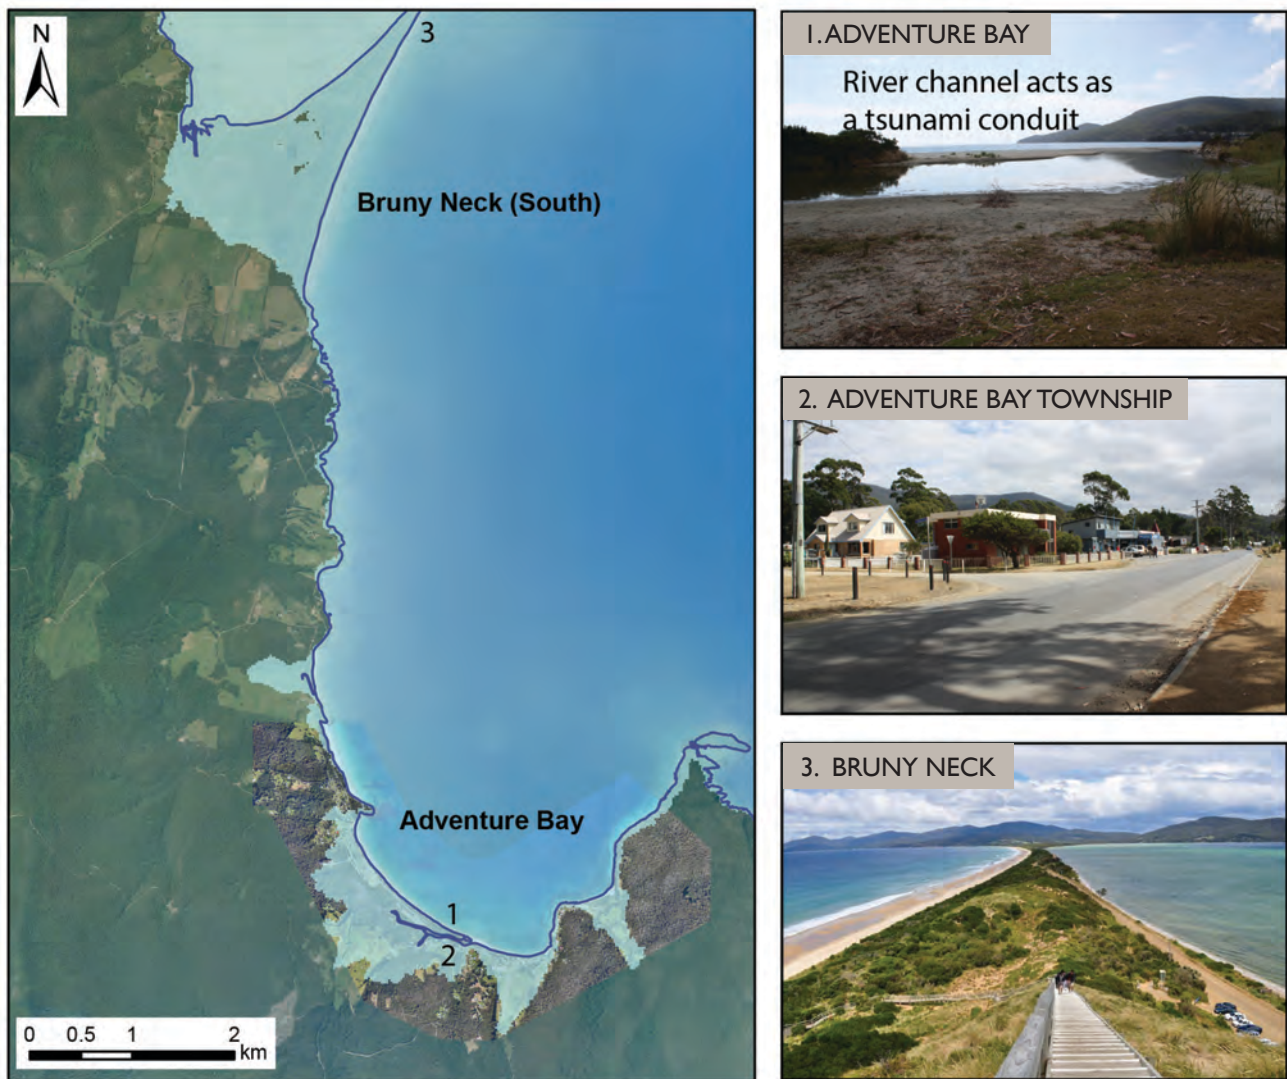 N
3
Bruny Neck (South)
Adventure Bay
1
2
0 0.5 1 2
km
1. ADVENTURE BAY
River channel acts as
a tsunami conduit
2. ADVENTURE BAY TOWNSHIP
3. BRUNY NECK